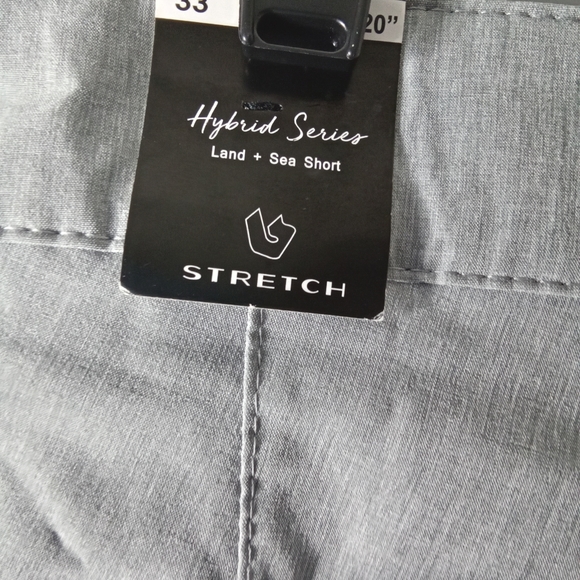 33
20”
Hybrid Series
Land + Sea Short
STRETCH